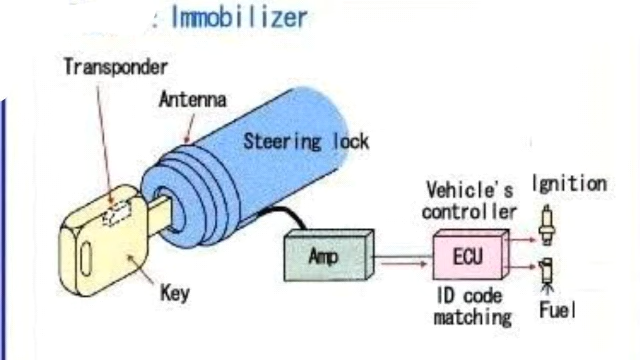 : Immobilizer
Transponder
Antenna
Steering lock
Vehicle's
controller
Ignition
Amp
ECU
Key
ID code
matching
Fuel